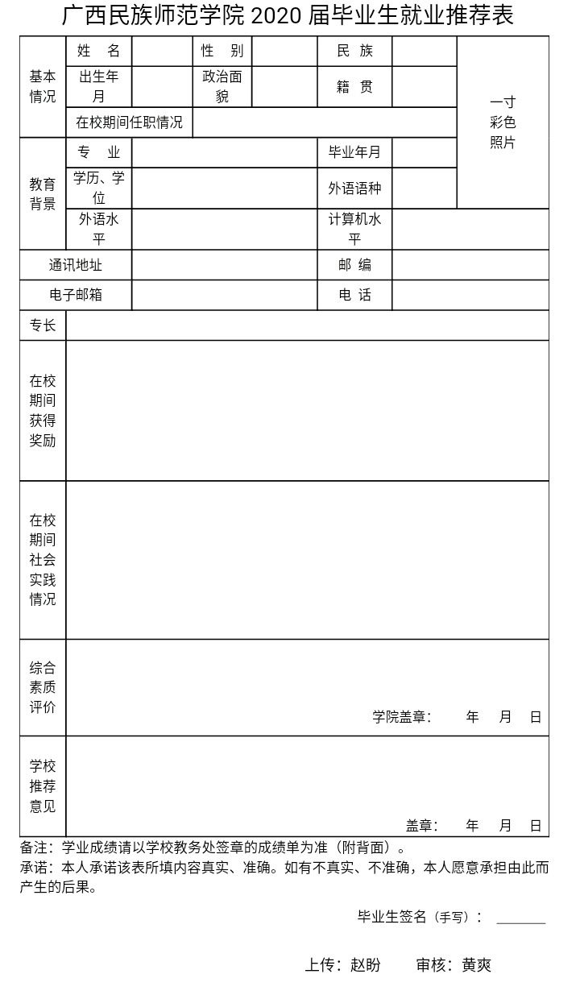 广西民族师范学院 2020 届毕业生就业推荐表
基本
情况
姓 名
性 别
民 族
一寸
彩色
照片
出生年
月
政治面
貌
籍 贯
在校期间任职情况
教育
背景
专 业
毕业年月
学历、学
位
外语语种
外语水
平
计算机水
平
通讯地址
邮 编
电子邮箱
电 话
专长
在校
期间
获得
奖励
在校
期间
社会
实践
情况
综合
素质
评价
学院盖章： 年 月 日
学校
推荐
意见
盖章： 年 月 日
备注：学业成绩请以学校教务处签章的成绩单为准（附背面）。
承诺：本人承诺该表所填内容真实、准确。如有不真实、不准确，本人愿意承担由此而
产生的后果。
毕业生签名（手写）： _______
上传：赵盼 审核：黄爽